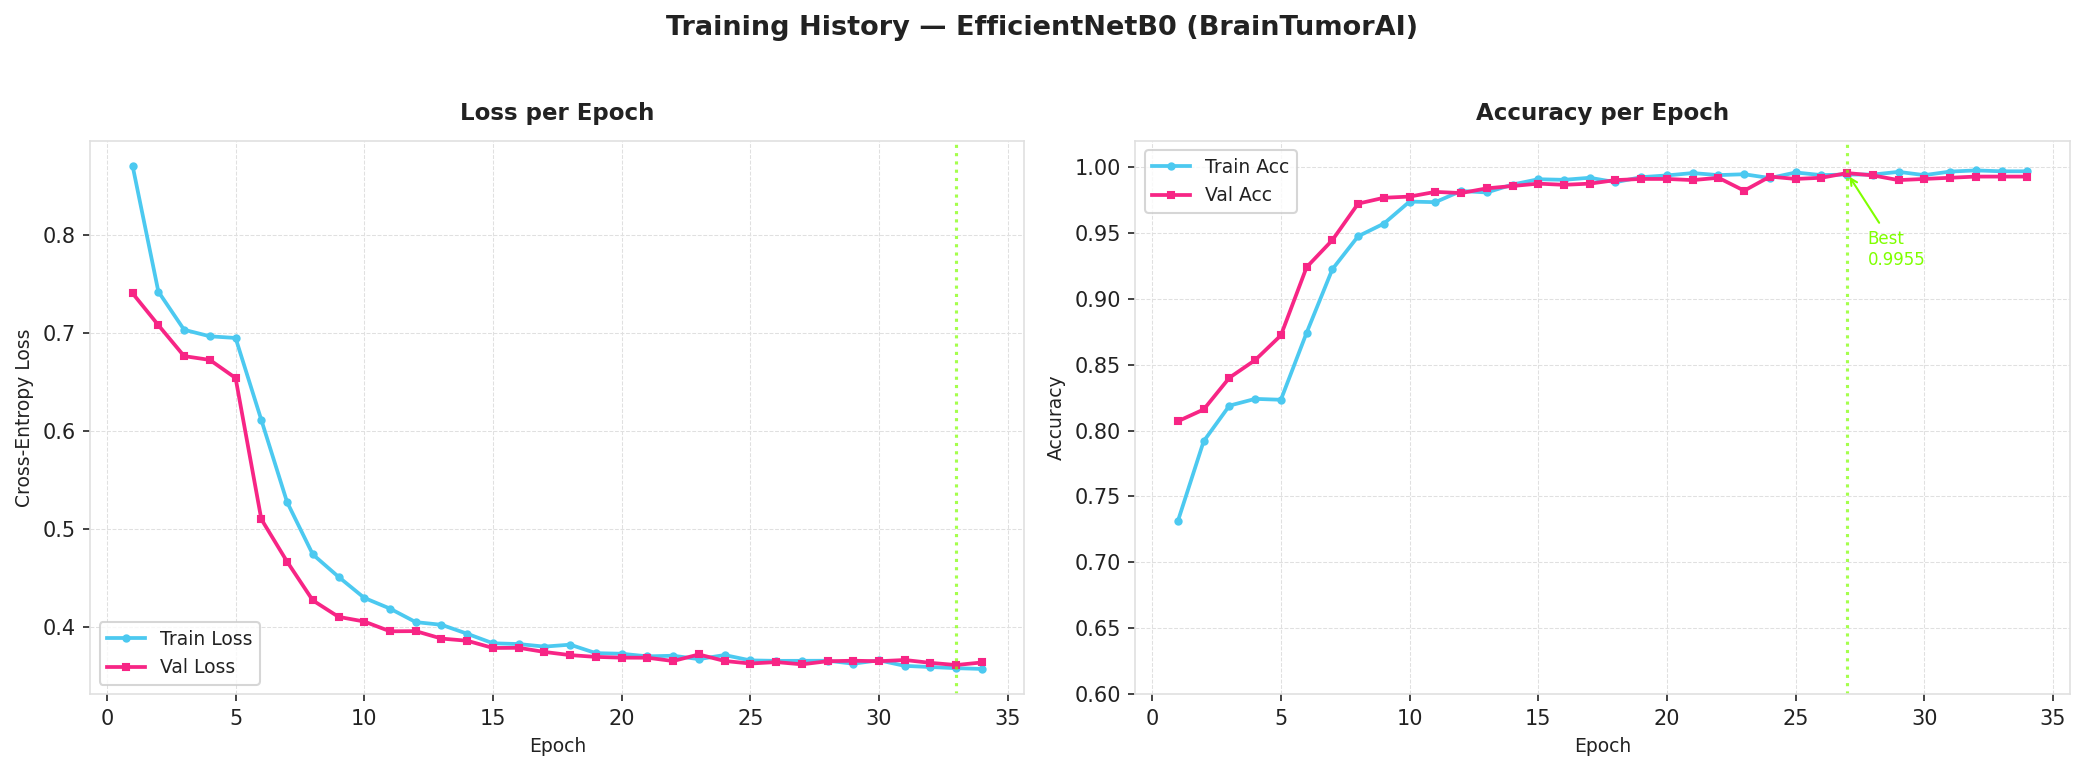 Training History — EfficientNetB0 (BrainTumorAI)
Loss per Epoch
Cross-Entropy Loss
0.8
0.7
0.6
0.5
0.4
Train Loss
Val Loss
0 5 10 15 20 25 30 35
Epoch
Accuracy per Epoch
Accuracy
1.00
0.95
0.90
0.85
0.80
0.75
0.70
0.65
0.60
Train Acc
Val Acc
Best
0.9955
0 5 10 15 20 25 30 35
Epoch